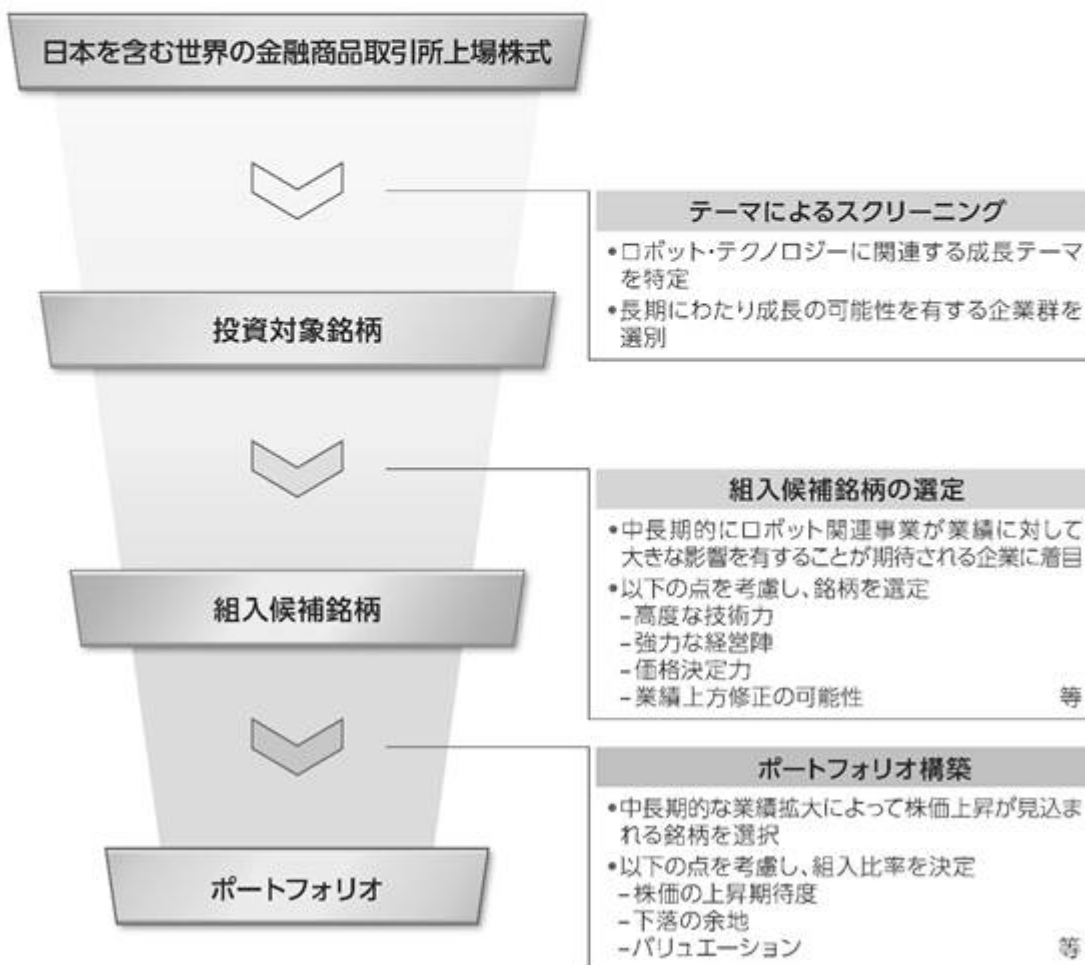 日本を含む世界の金融商品取引所上場株式
テーマによるスクリーニング
•ロボット・テクノロジーに関連する成長テーマ
を特定
•長期にわたり成長の可能性を有する企業群を
選別
投資対象銘柄
組入候補銘柄の選定
•中長期的にロボット関連事業が業績に対して
大きな影響を有することが期待される企業に着目
•以下の点を考慮し、銘柄を選定
–高度な技術力
–強力な経営陣
–価格決定力
–業績上方修正の可能性 等
組入候補銘柄
ポートフォリオ構築
•中長期的な業績拡大によって株価上昇が見込ま
れる銘柄を選択
•以下の点を考慮し、組入比率を決定
–株価の上昇期待度
–下落の余地
–バリュエーション 等
ポートフォリオ